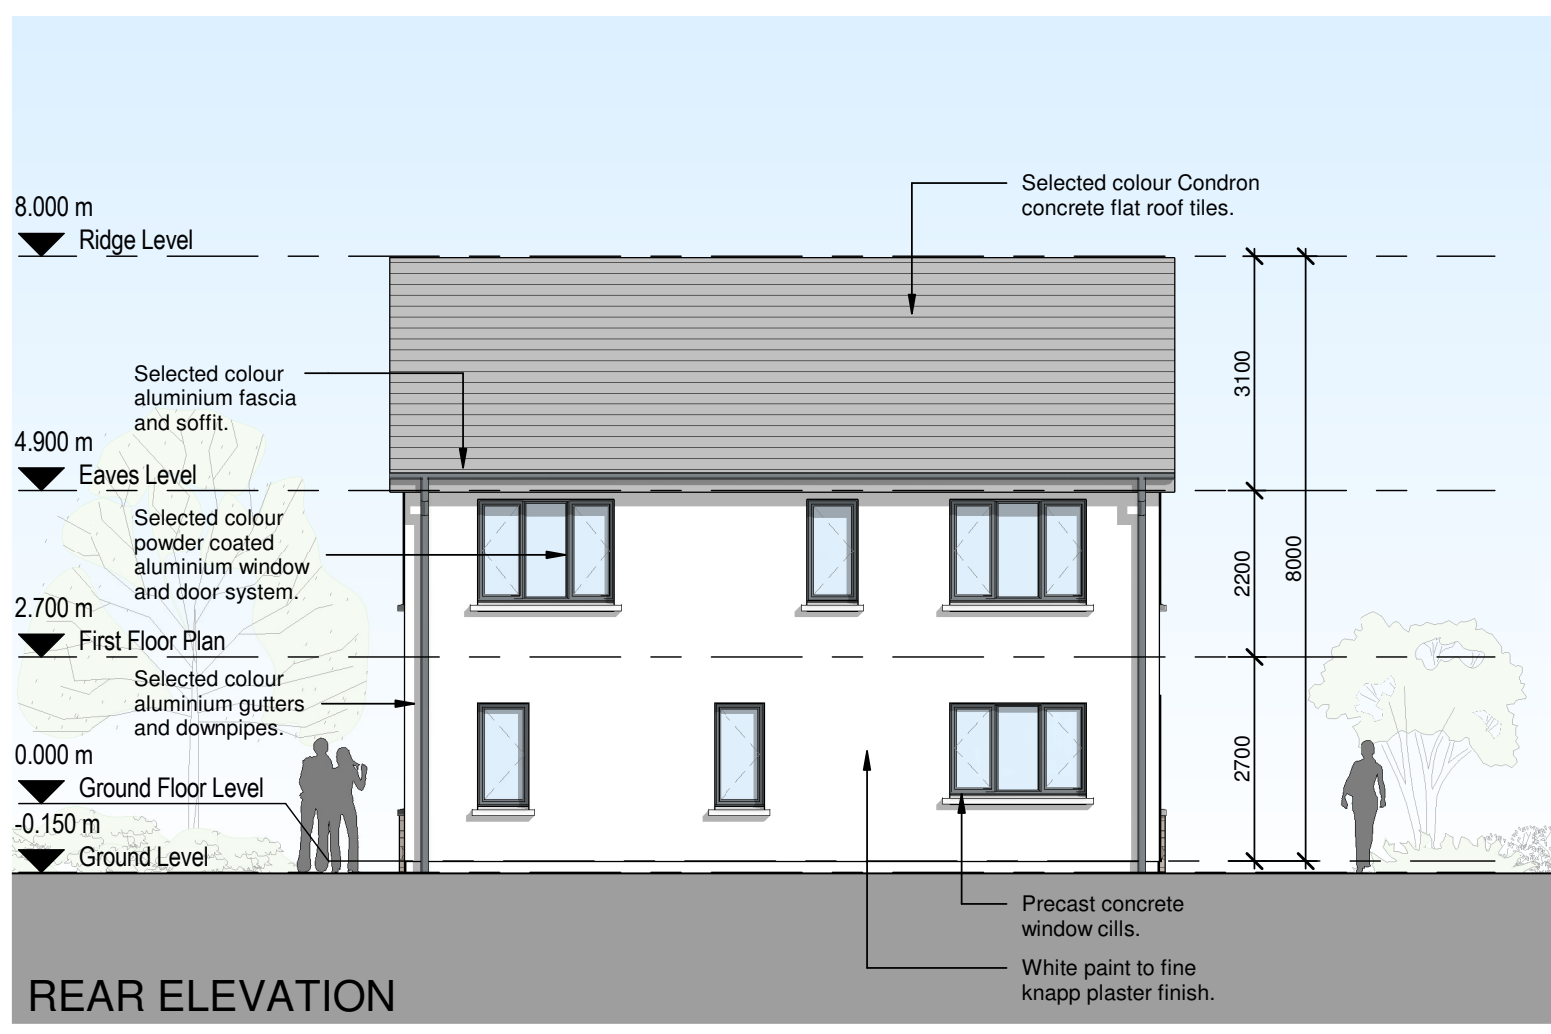 8.000 m
Ridge Level
Selected colour Condron
concrete flat roof tiles.
Selected colour
aluminium fascia
and soffit.
3100
4.900 m
Eaves Level
Selected colour
powder coated
aluminium window
and door system.
2200
8000
2.700 m
First Floor Plan
Selected colour
aluminium gutters
and downpipes.
2700
0.000 m
Ground Floor Level
-0.150 m
Ground Level
Precast concrete
window cills.
White paint to fine
knapp plaster finish.
REAR ELEVATION